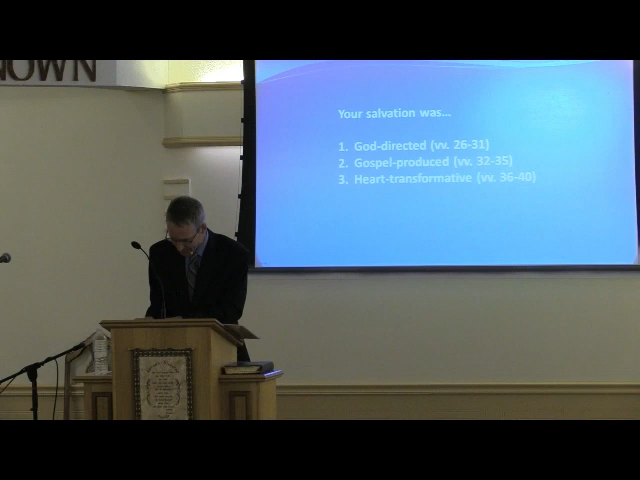 NOWN
Your salvation was...
1. God-directed (vv. 26-31)
2. Gospel-produced (vv. 32-35)
3. Heart-transformative (vv. 36-40)